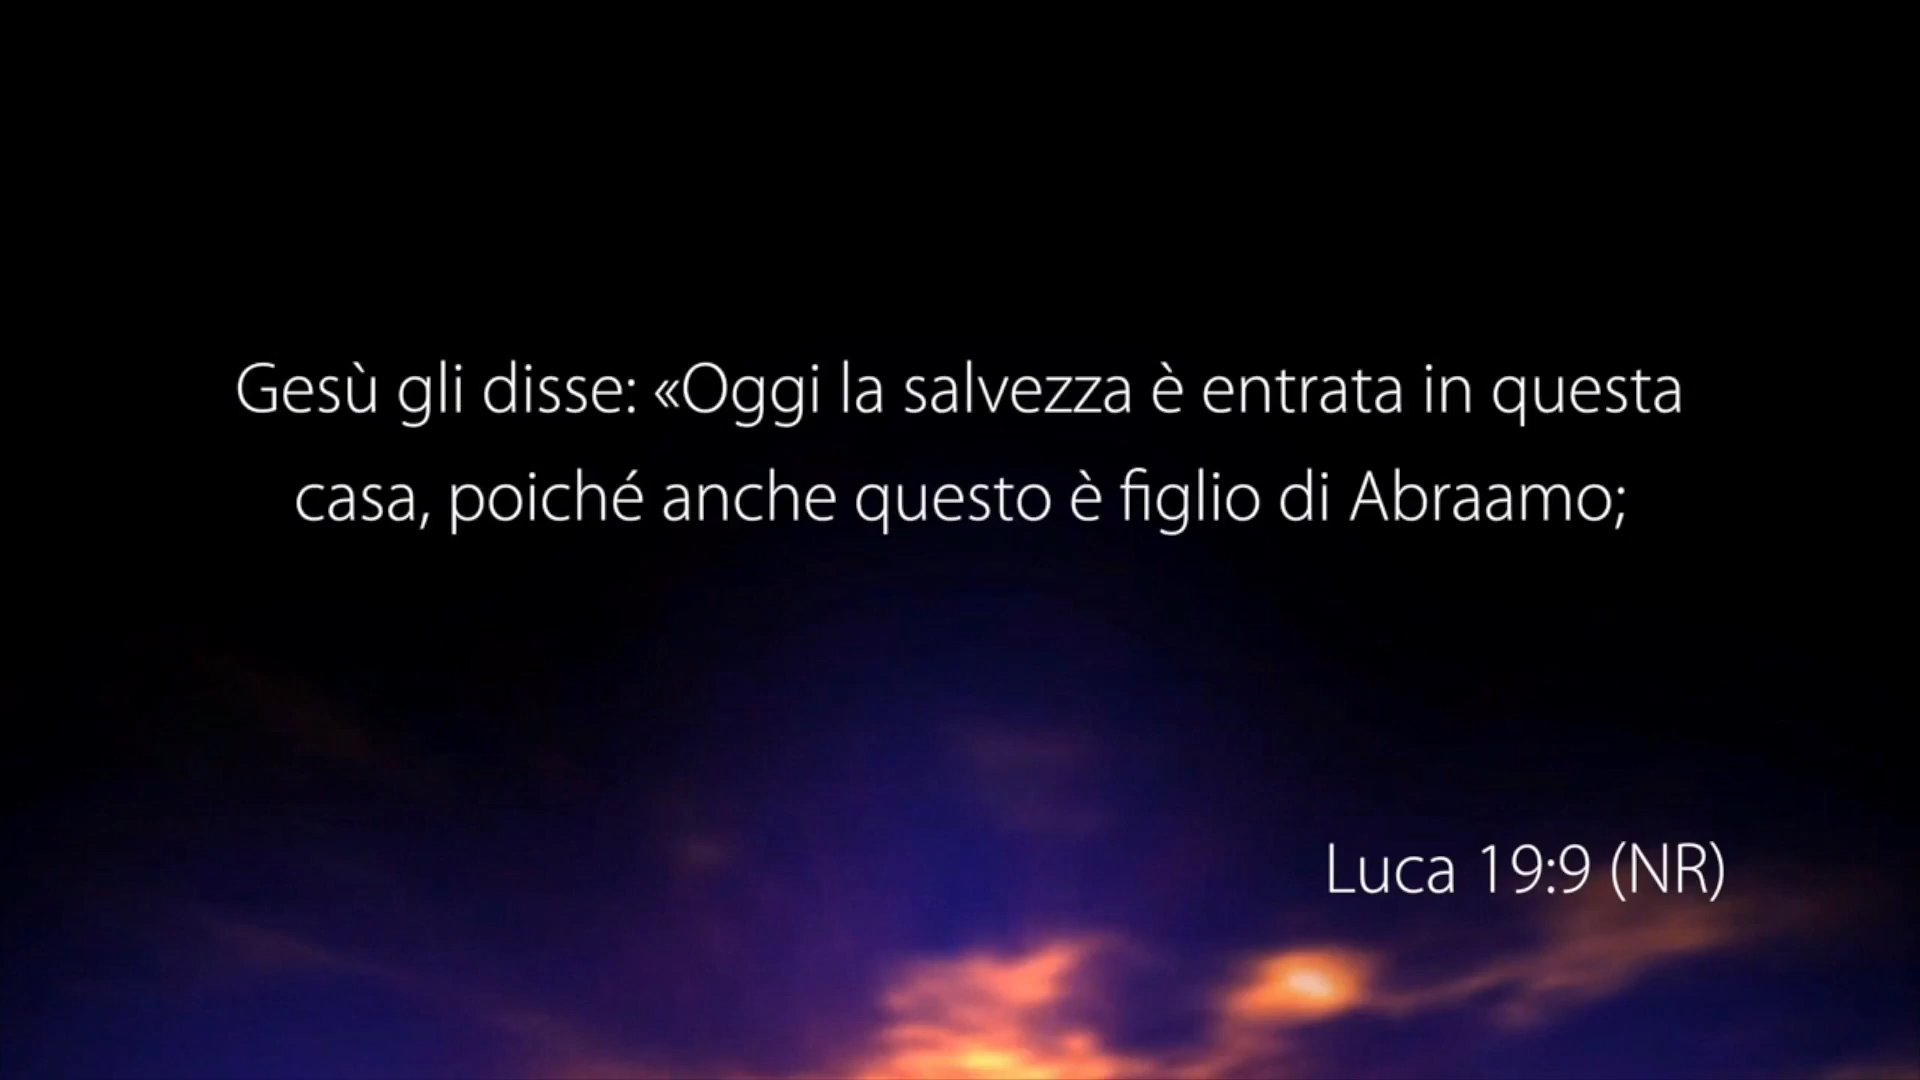 Gesù gli disse: «Oggi la salvezza è entrata in questa
casa, poiché anche questo è figlio di Abraamo;
Luca 19:9 (NR)